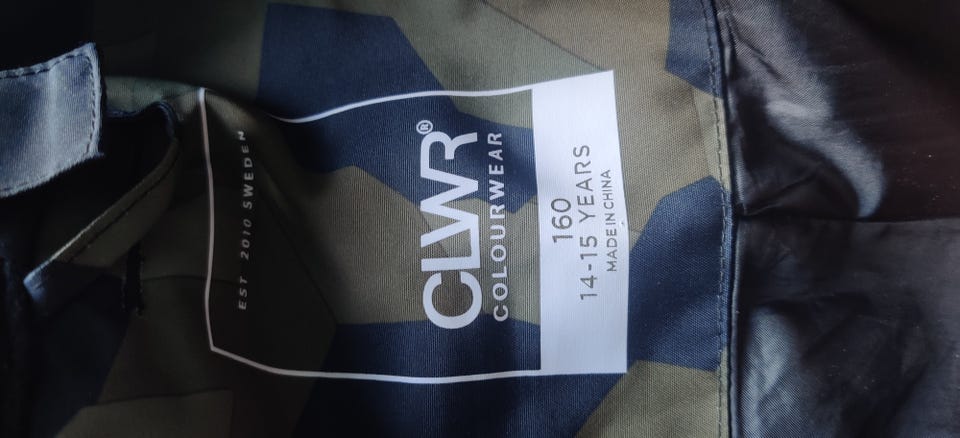 EST 2010 SWEDEN
CLWR®
COLOURWEAR
160
14-15 YEARS
MADE IN CHINA